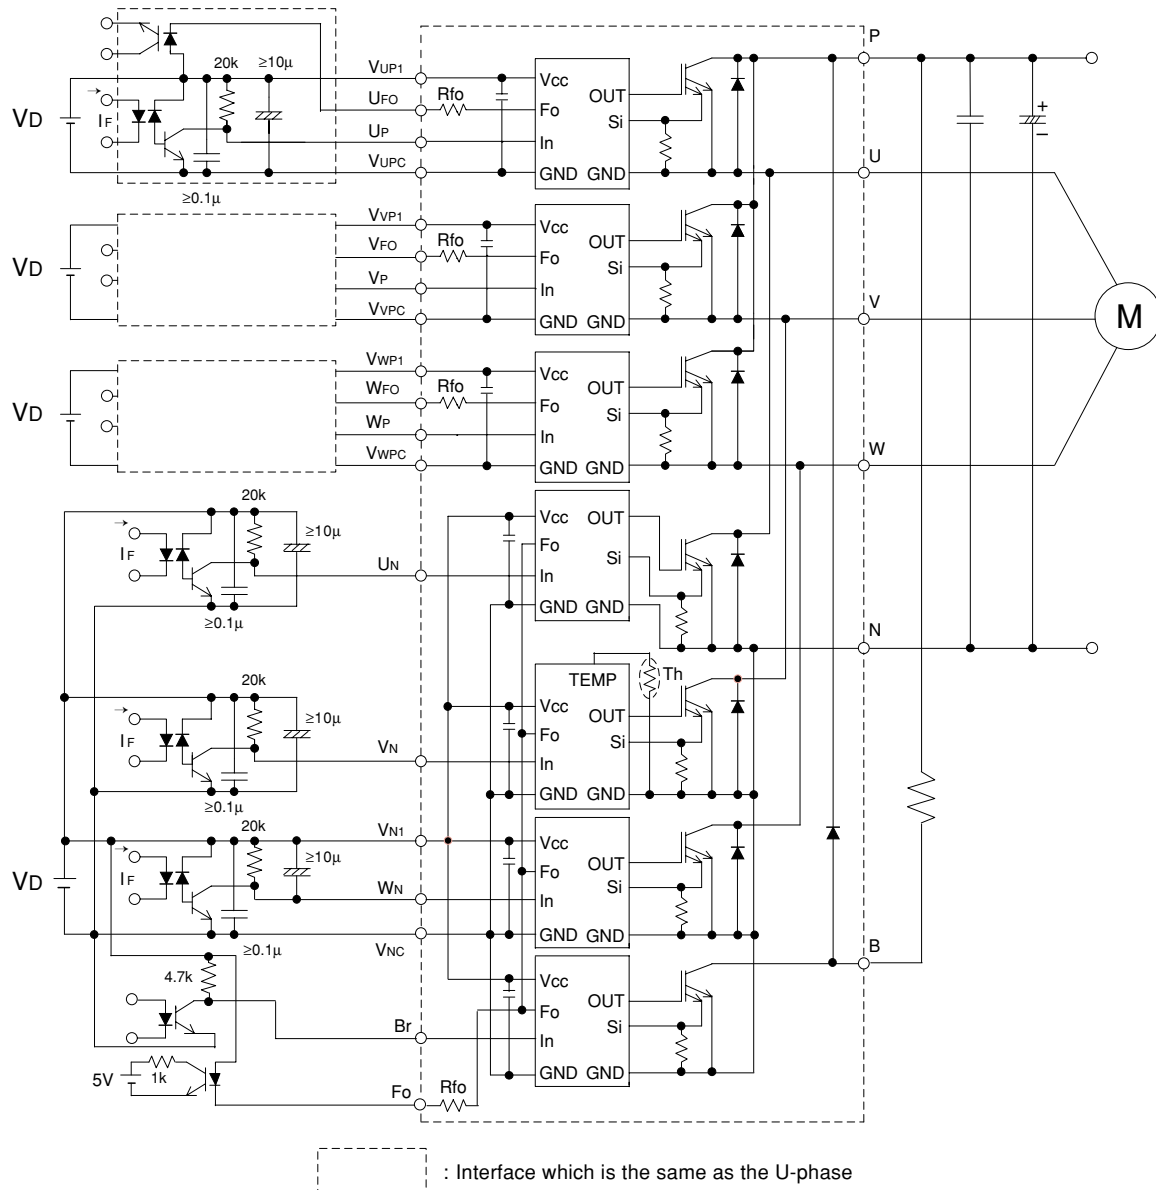 P
VUP1
20k
≥10µ
Vcc
UFO
Rfo
OUT
VD
IF
Fo
Si
+
–
UP
In
VUPC
GND GND
U
≥0.1µ
VVP1
Vcc
VFO
Rfo
OUT
VD
Fo
Si
VP
In
VVPC
GND GND
V
M
VWP1
Vcc
WFO
Rfo
OUT
VD
Fo
Si
WP
In
VWPC
GND GND
W
20k
≥10µ
Vcc OUT
Fo
Si
IF
UN
In
GND GND
≥0.1µ
N
TEMP
Th
20k
≥10µ
Vcc
OUT
Fo
Si
IF
VN
In
GND GND
≥0.1µ
20k
VN1
Vcc
≥10µ
OUT
Fo
Si
VD
IF
WN
In
GND GND
VNC
≥0.1µ
B
4.7k
Vcc
OUT
Fo
Si
Br
In
5V
1k
GND GND
Fo
Rfo
: Interface which is the same as the U-phase